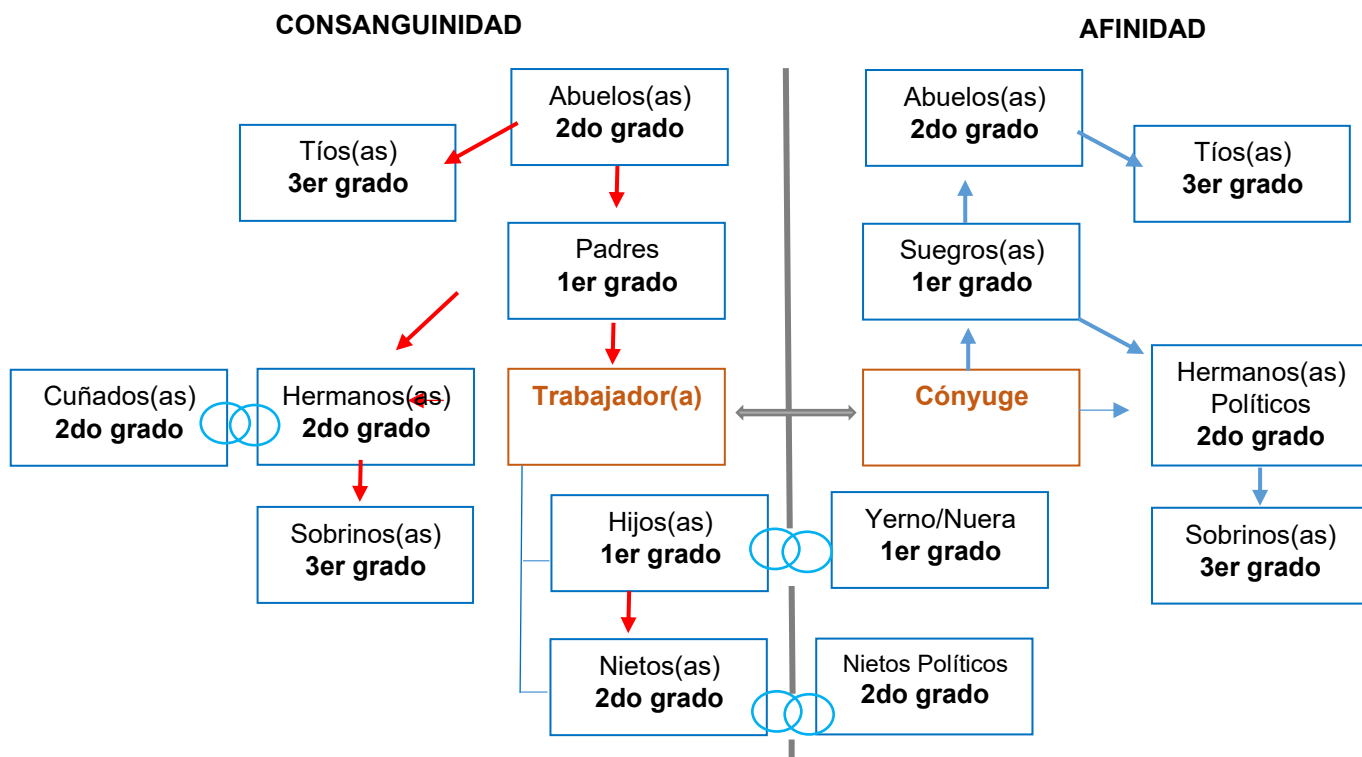 CONSANGUINIDAD
AFINIDAD
Abuelos(as)
2do grado
Abuelos(as)
2do grado
Tíos(as)
3er grado
Tíos(as)
3er grado
Padres
1er grado
Suegros(as)
1er grado
Cuñados(as)
2do grado
Hermanos(as)
2do grado
Trabajador(a)
Cónyuge
Hermanos(as)
Políticos
2do grado
Sobrinos(as)
3er grado
Hijos(as)
1er grado
Yerno/Nuera
1er grado
Sobrinos(as)
3er grado
Nietos(as)
2do grado
Nietos Políticos
2do grado